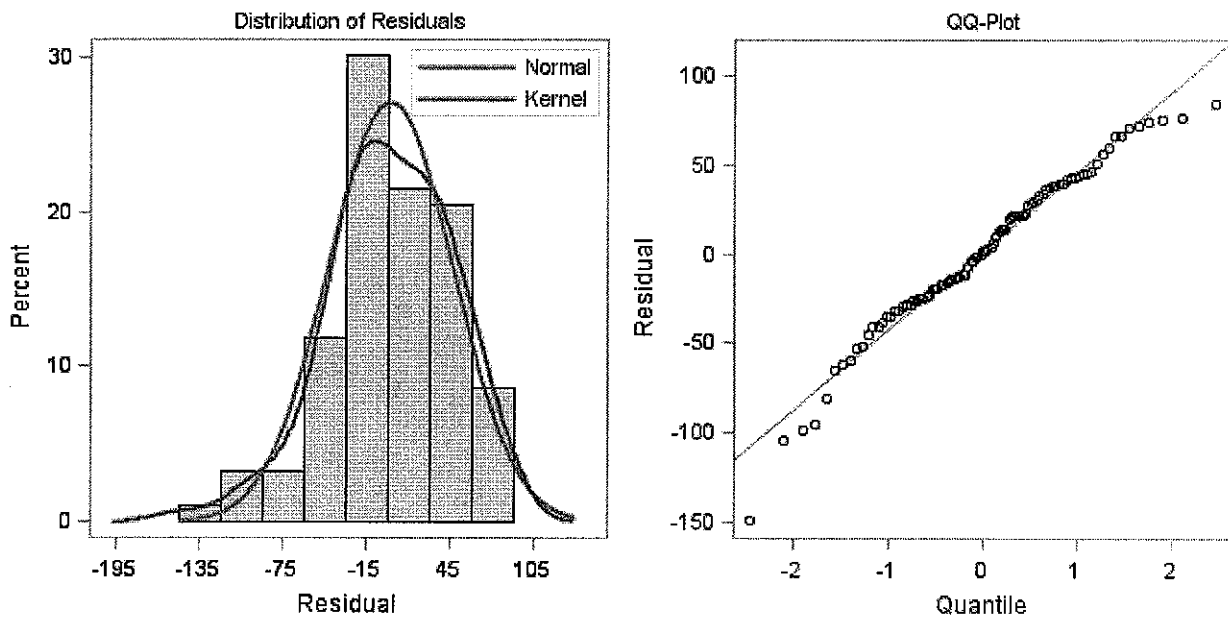 Distribution of Residuals
Normal
Kernel
Percent
30
20
10
0
-195 -135 -75 -15 45 105
Residual
QQ-Plot
Residual
100
50
0
-50
-100
-150
-2 -1 0 1 2
Quantile